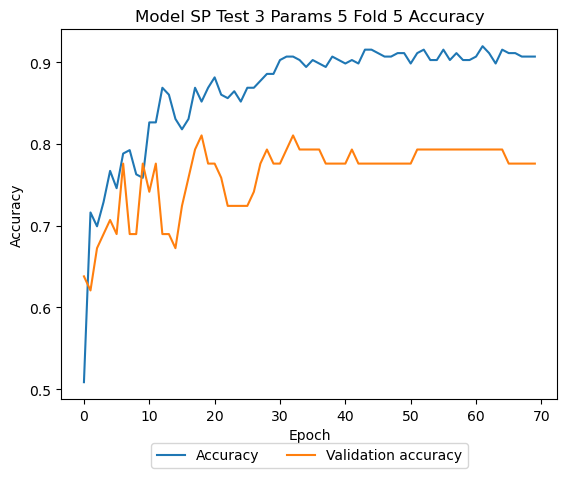 Model SP Test 3 Params 5 Fold 5 Accuracy
Accuracy
0.9
0.8
0.7
0.6
0.5
0 10 20 30 40 50 60 70
Epoch
Accuracy Validation accuracy